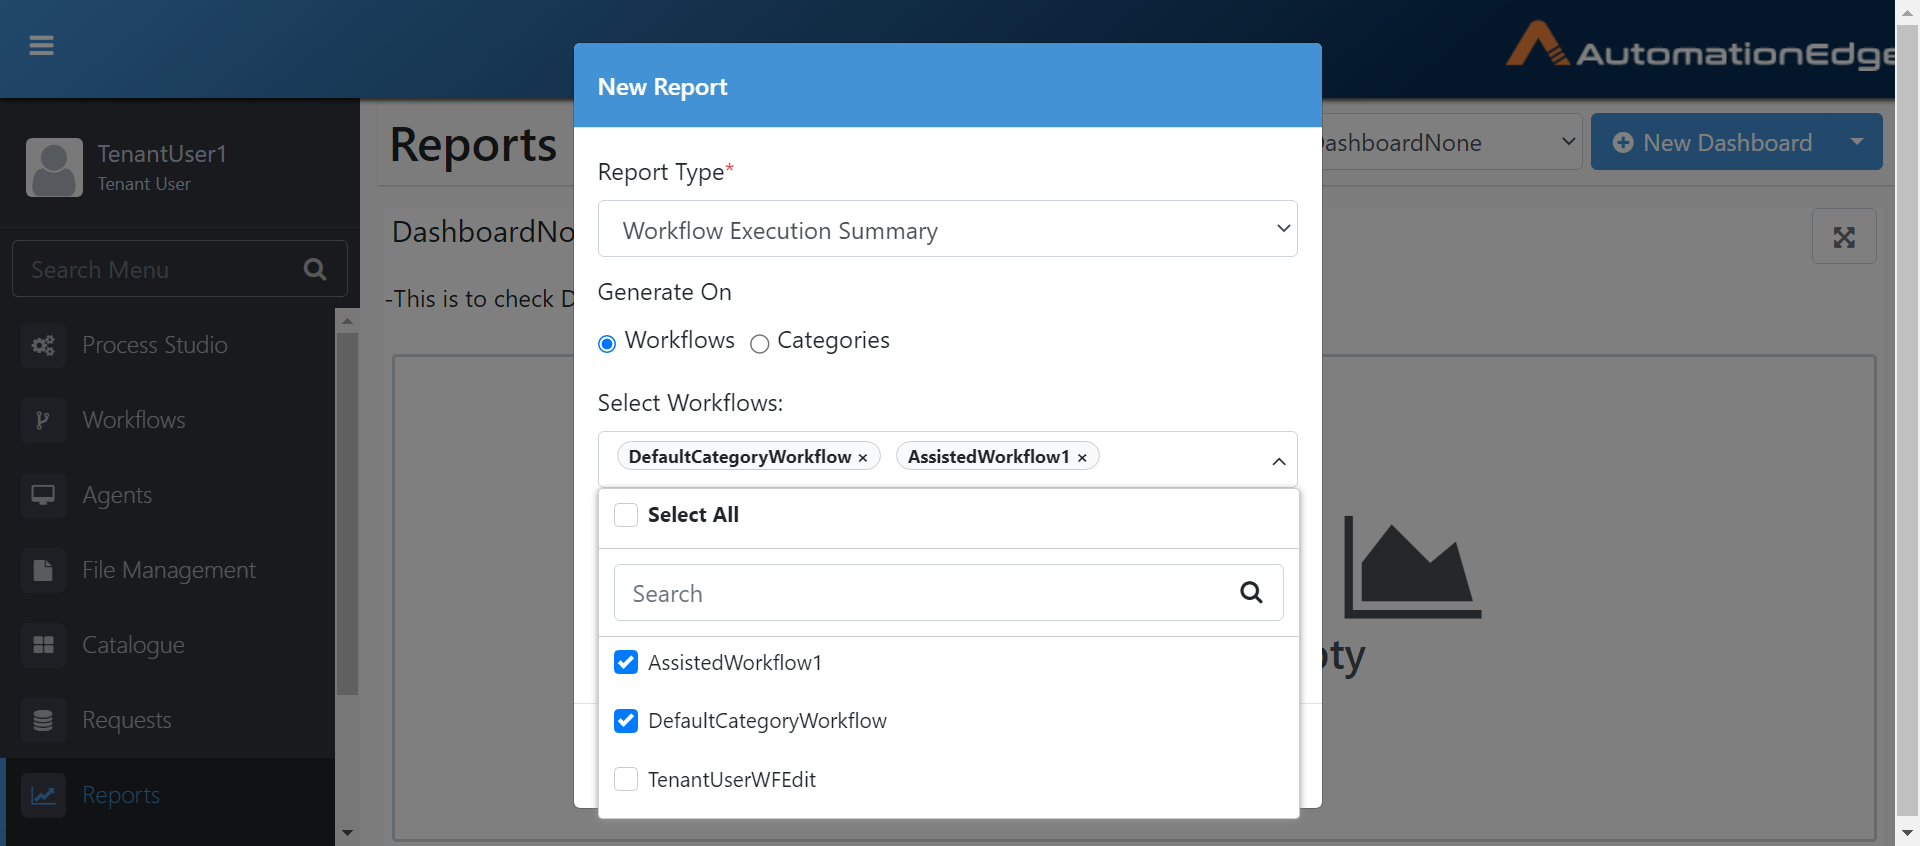 AutomationEdge
TenantUser1
Tenant User
Search Menu
Process Studio
Workflows
Agents
File Management
Catalogue
Requests
Reports
Reports
DashboardNone
New Dashboard
DashboardNo
-This is to check D
New Report
Report Type*
Workflow Execution Summary
Generate On
Workflows Categories
Select Workflows:
DefaultCategoryWorkflow × AssistedWorkflow1 ×
Select All
Search
AssistedWorkflow1
DefaultCategoryWorkflow
TenantUserWFEdit